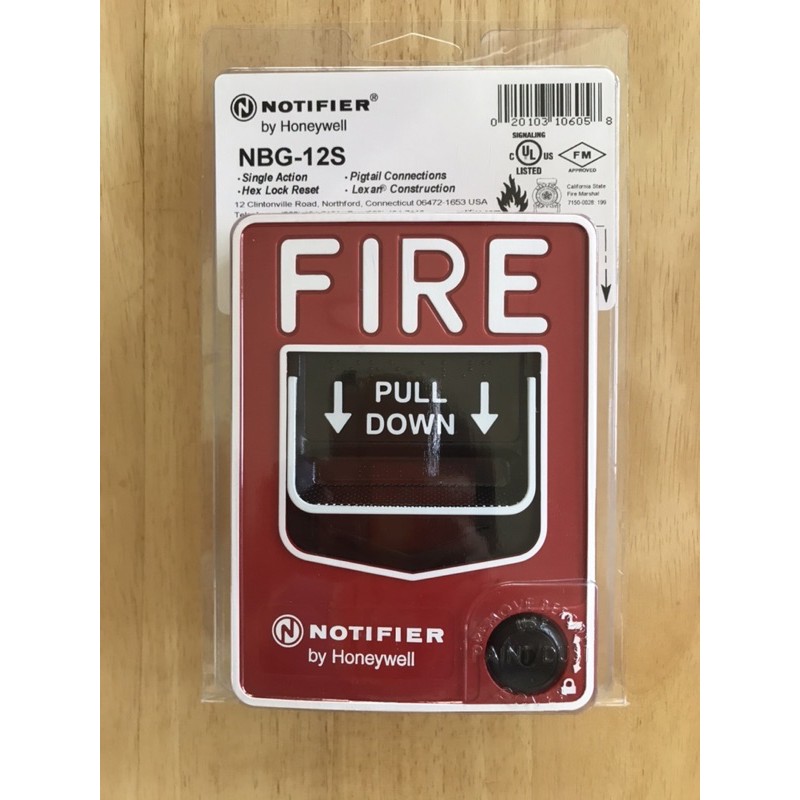 NOTIFIER®
by Honeywell
NBG-12S
• Single Action
• Hex Lock Reset
• Pigtail Connections
• Lexan® Construction
12 Clintonville Road, Northford, Connecticut 06472-1653 USA
0 20103 10605 8
SIGNALING
C UL US
LISTED
FM
APPROVED
California State
Fire Marshal
FIRE
PULL
DOWN
N NOTIFIER
by Honeywell